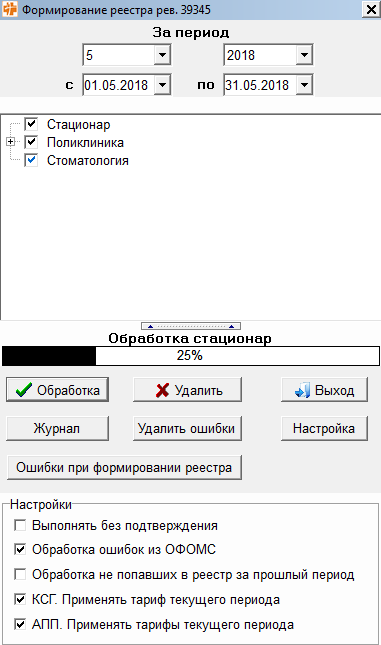 Формирование реестра рев. 39345
За период
5 2018
с 01.05.2018 по 31.05.2018
Стационар
Поликлиника
Стоматология
Обработка стационар
25%
Обработка Удалить Выход
Журнал Удалить ошибки Настройка
Ошибки при формировании реестра
Настройки
Выполнять без подтверждения
Обработка ошибок из ОФОМС
Обработка не попавших в реестр за прошлый период
КСГ. Применять тариф текущего периода
АПП. Применять тарифы текущего периода